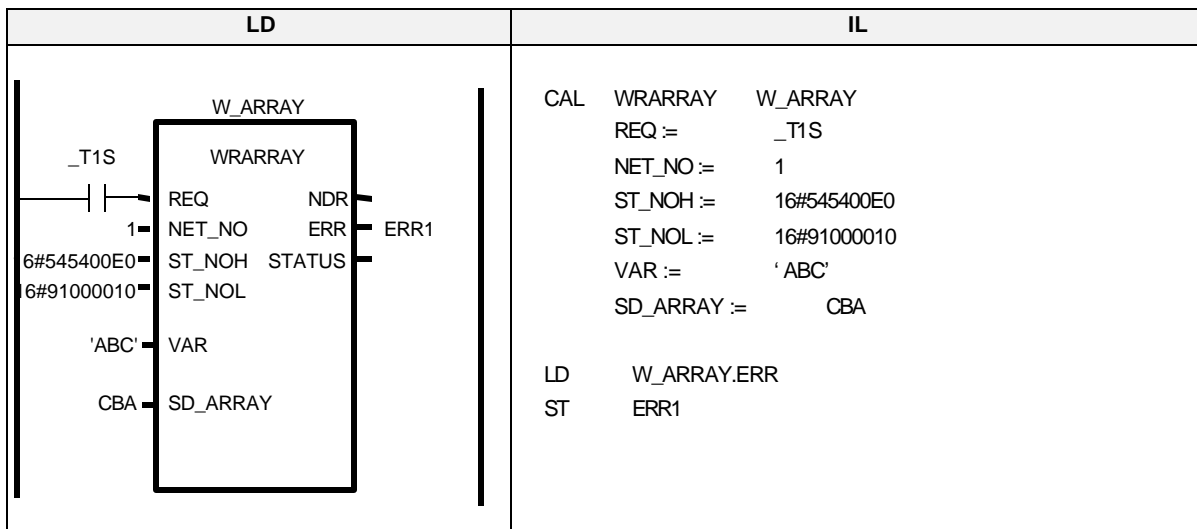 LD
IL
W_ARRAY
_T1S
WRARRAY
REQ NDR
1 NET_NO ERR ERR1
6#545400E0 ST_NOH STATUS
16#91000010 ST_NOL
'ABC' VAR
CBA SD_ARRAY
CAL WRARRAY W_ARRAY
REQ := _T1S
NET_NO := 1
ST_NOH := 16#545400E0
ST_NOL := 16#91000010
VAR := ‘ ABC’
SD_ARRAY := CBA
LD W_ARRAY.ERR
ST ERR1